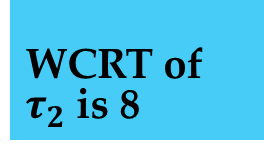 WCRT of
τ₂ is 8